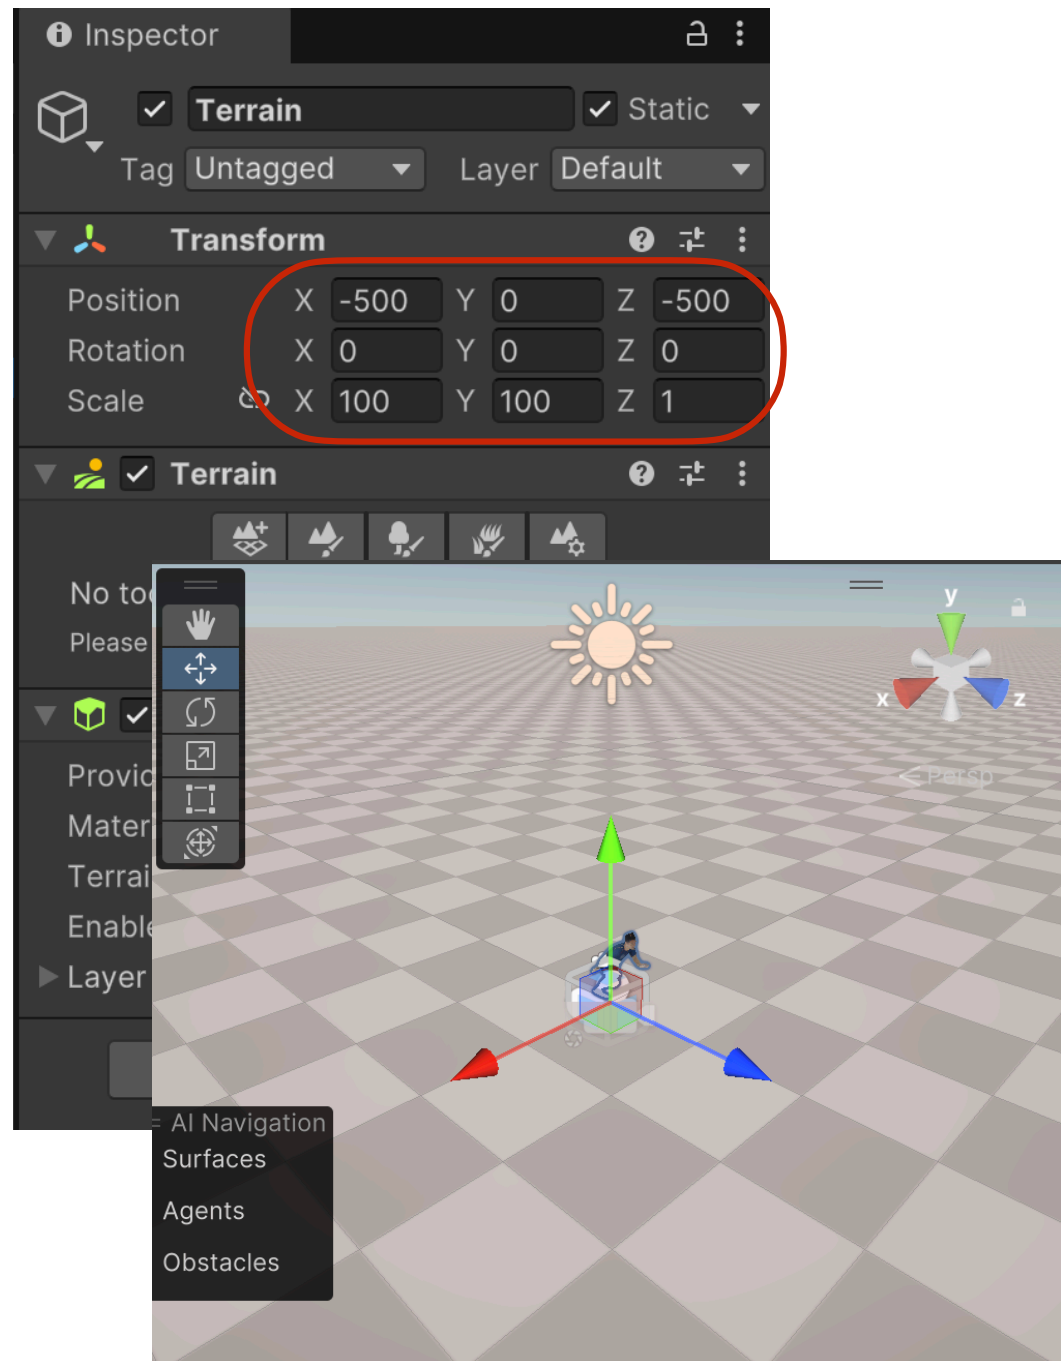 Inspector
Terrain Static
Tag Untagged Layer Default
Transform
Position X -500 Y 0 Z -500
Rotation X 0 Y 0 Z 0
Scale X 100 Y 100 Z 1
Terrain
No too
Please
Provid
Mater
Terrai
Enable
Layer
y
x z
Persp
AI Navigation
Surfaces
Agents
Obstacles